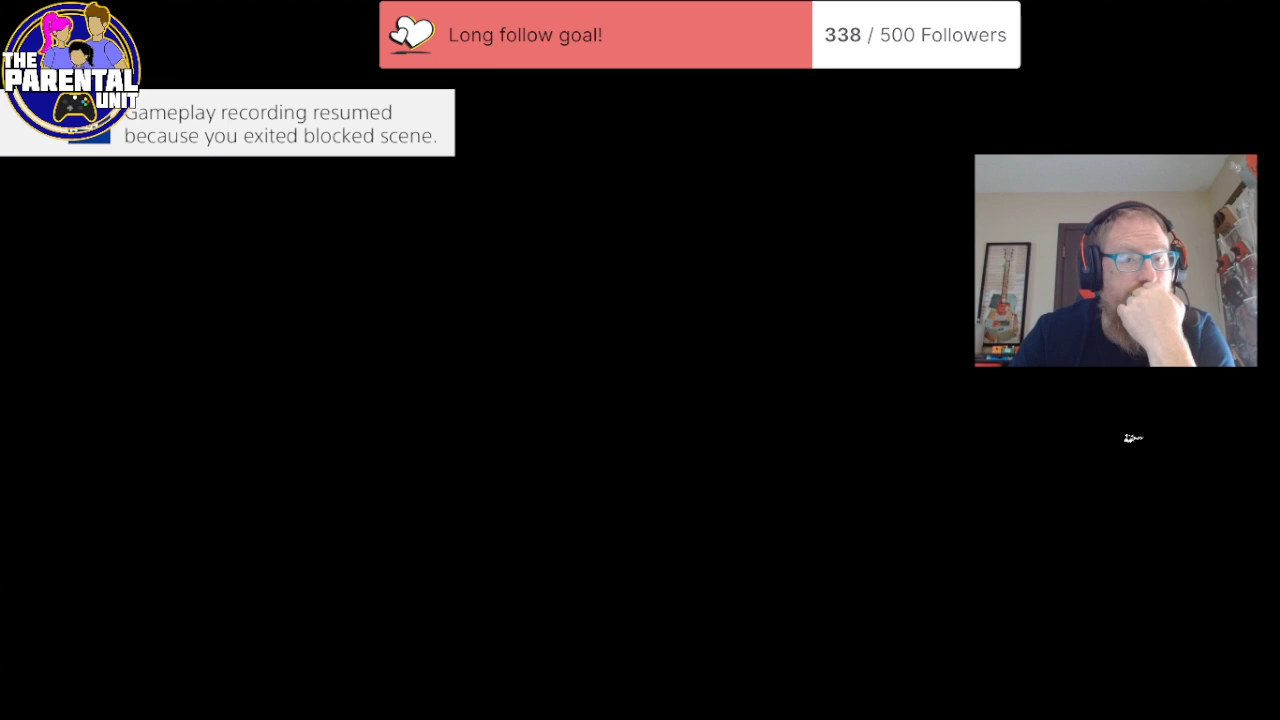 THE
PARENTAL
UNIT
Long follow goal!
338 / 500 Followers
Gameplay recording resumed
because you exited blocked scene.